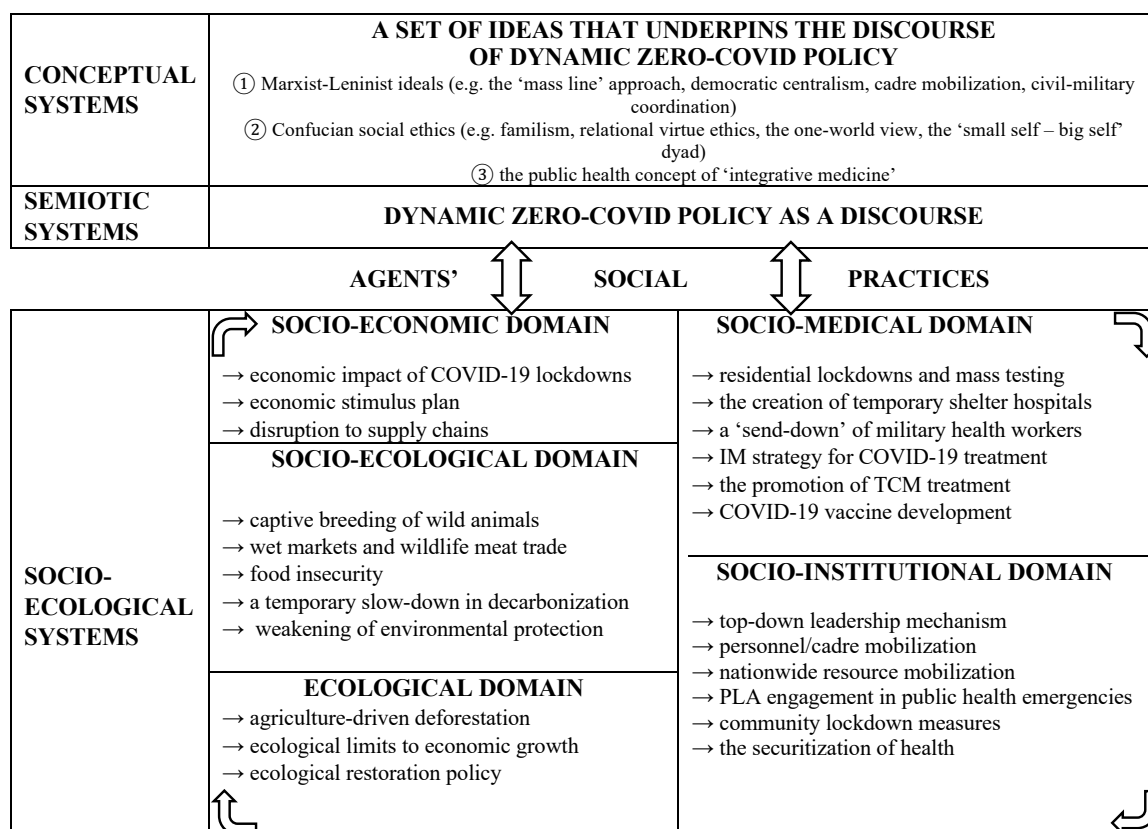 CONCEPTUAL
SYSTEMS
A SET OF IDEAS THAT UNDERPINS THE DISCOURSE
OF DYNAMIC ZERO-COVID POLICY
① Marxist-Leninist ideals (e.g. the ‘mass line’ approach, democratic centralism, cadre mobilization, civil-military
coordination)
② Confucian social ethics (e.g. familism, relational virtue ethics, the one-world view, the ‘small self – big self’
dyad)
③ the public health concept of ‘integrative medicine’
SEMIOTIC
SYSTEMS
DYNAMIC ZERO-COVID POLICY AS A DISCOURSE
AGENTS’ SOCIAL PRACTICES
SOCIO-
ECOLOGICAL
SYSTEMS
SOCIO-ECONOMIC DOMAIN
→ economic impact of COVID-19 lockdowns
→ economic stimulus plan
→ disruption to supply chains
SOCIO-ECOLOGICAL DOMAIN
→ captive breeding of wild animals
→ wet markets and wildlife meat trade
→ food insecurity
→ a temporary slow-down in decarbonization
→ weakening of environmental protection
ECOLOGICAL DOMAIN
→ agriculture-driven deforestation
→ ecological limits to economic growth
→ ecological restoration policy
SOCIO-MEDICAL DOMAIN
→ residential lockdowns and mass testing
→ the creation of temporary shelter hospitals
→ a ‘send-down’ of military health workers
→ IM strategy for COVID-19 treatment
→ the promotion of TCM treatment
→ COVID-19 vaccine development
SOCIO-INSTITUTIONAL DOMAIN
→ top-down leadership mechanism
→ personnel/cadre mobilization
→ nationwide resource mobilization
→ PLA engagement in public health emergencies
→ community lockdown measures
→ the securitization of health